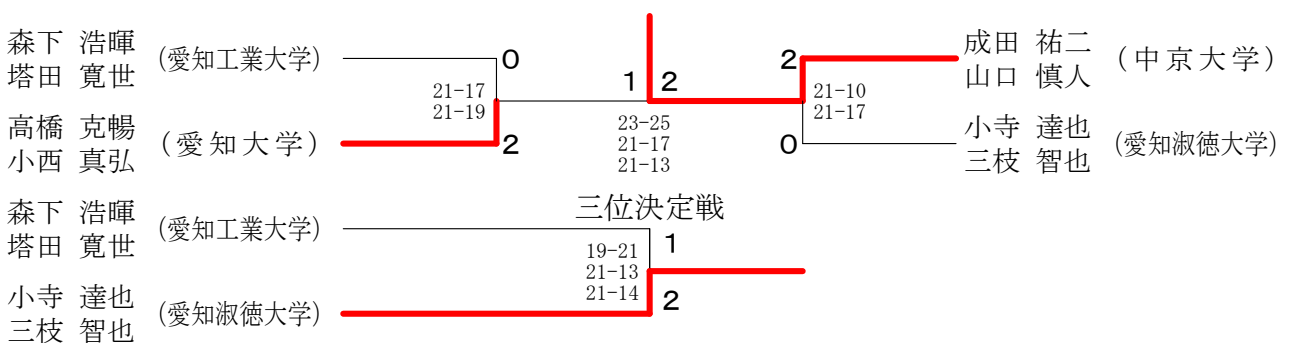 森下 浩暉
塔田 寛世
(愛知工業大学)
高橋 克暢
小西 真弘
(愛知大学)
0
21-17
21-19
2
1 2
23-25
21-17
21-13
2
21-10
21-17
0
成田 祐二
山口 慎人
(中京大学)
小寺 達也
三枝 智也
(愛知淑徳大学)
三位決定戦
森下 浩暉
塔田 寛世
(愛知工業大学)
小寺 達也
三枝 智也
(愛知淑徳大学)
1
19-21
21-13
21-14
2